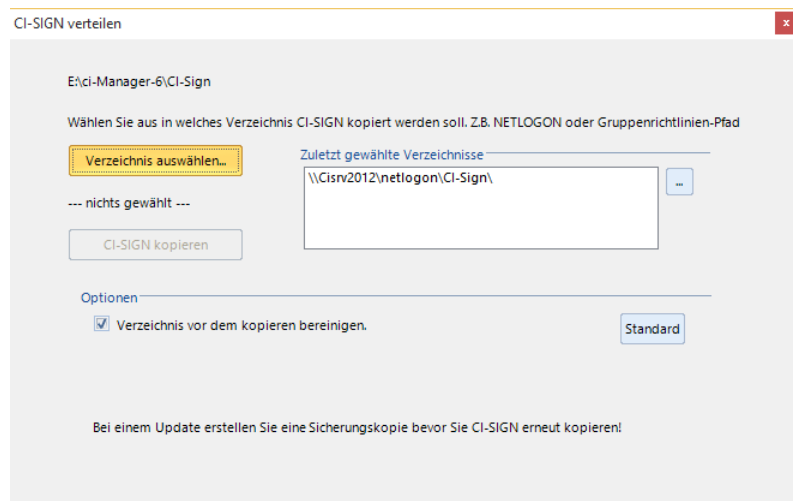 CI-SIGN verteilen
x
E:\ci-Manager-6\CI-Sign
Wählen Sie aus in welches Verzeichnis CI-SIGN kopiert werden soll. Z.B. NETLOGON oder Gruppenrichtlinien-Pfad
Verzeichnis auswählen...
Zuletzt gewählte Verzeichnisse
\\Cisrv2012\netlogon\CI-Sign\
...
--- nichts gewählt ---
CI-SIGN kopieren
Optionen
Verzeichnis vor dem kopieren bereinigen.
Standard
Bei einem Update erstellen Sie eine Sicherungskopie bevor Sie CI-SIGN erneut kopieren!